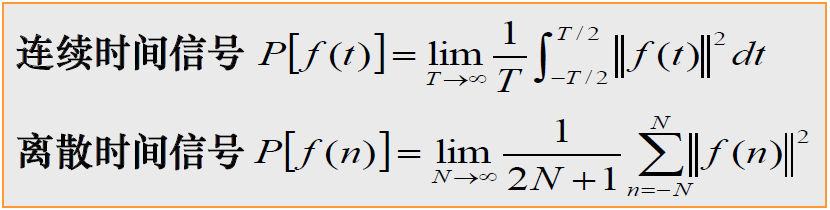 连续时间信号 P[f(t)] = lim_{T→∞} 1/T ∫_{-T/2}^{T/2} ‖f(t)‖² dt
离散时间信号 P[f(n)] = lim_{N→∞} 1/(2N+1) ∑_{n=-N}^{N} ‖f(n)‖²